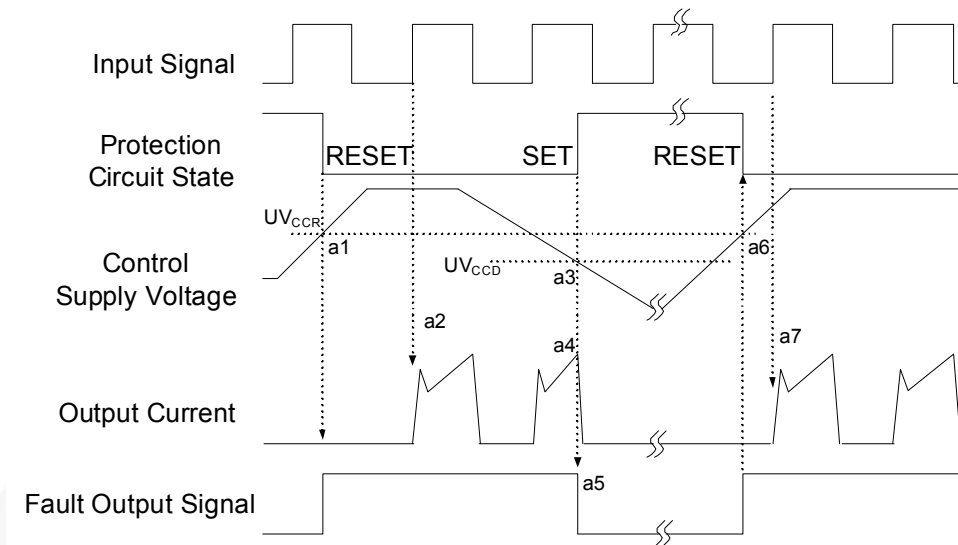 Input Signal
Protection
Circuit State
RESET
SET
RESET
UVCCR
a1
Control
Supply Voltage
UVCCD
a3
a6
a2
a4
a7
Output Current
Fault Output Signal
a5